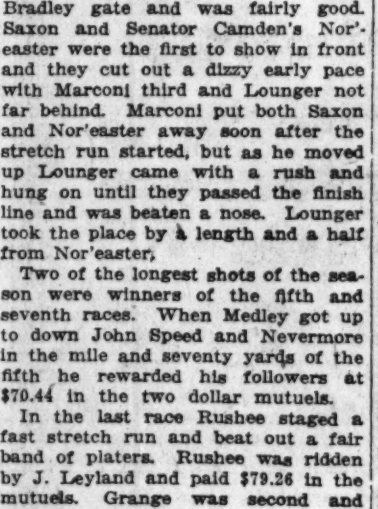 Bradley gate and was fairly good.
Saxon and Senator Camden's Nor'-
easter were the first to show in front
and they cut out a dizzy early pace
with Marconi third and Lounger not
far behind. Marconi put both Saxon
and Nor'easter away soon after the
stretch run started, but as he moved
up Lounger came with a rush and
hung on until they passed the finish
line and was beaten a nose. Lounger
took the place by a length and a half
from Nor'easter.
Two of the longest shots of the sea-
son were winners of the fifth and
seventh races. When Medley got up
to down John Speed and Nevermore
in the mile and seventy yards of the
fifth he rewarded his followers at
$70.44 in the two dollar mutuels.
In the last race Rushee staged a
fast stretch run and beat out a fair
band of platers. Rushee was ridden
by J. Leyland and paid $79.26 in the
mutuels. Grange was second and